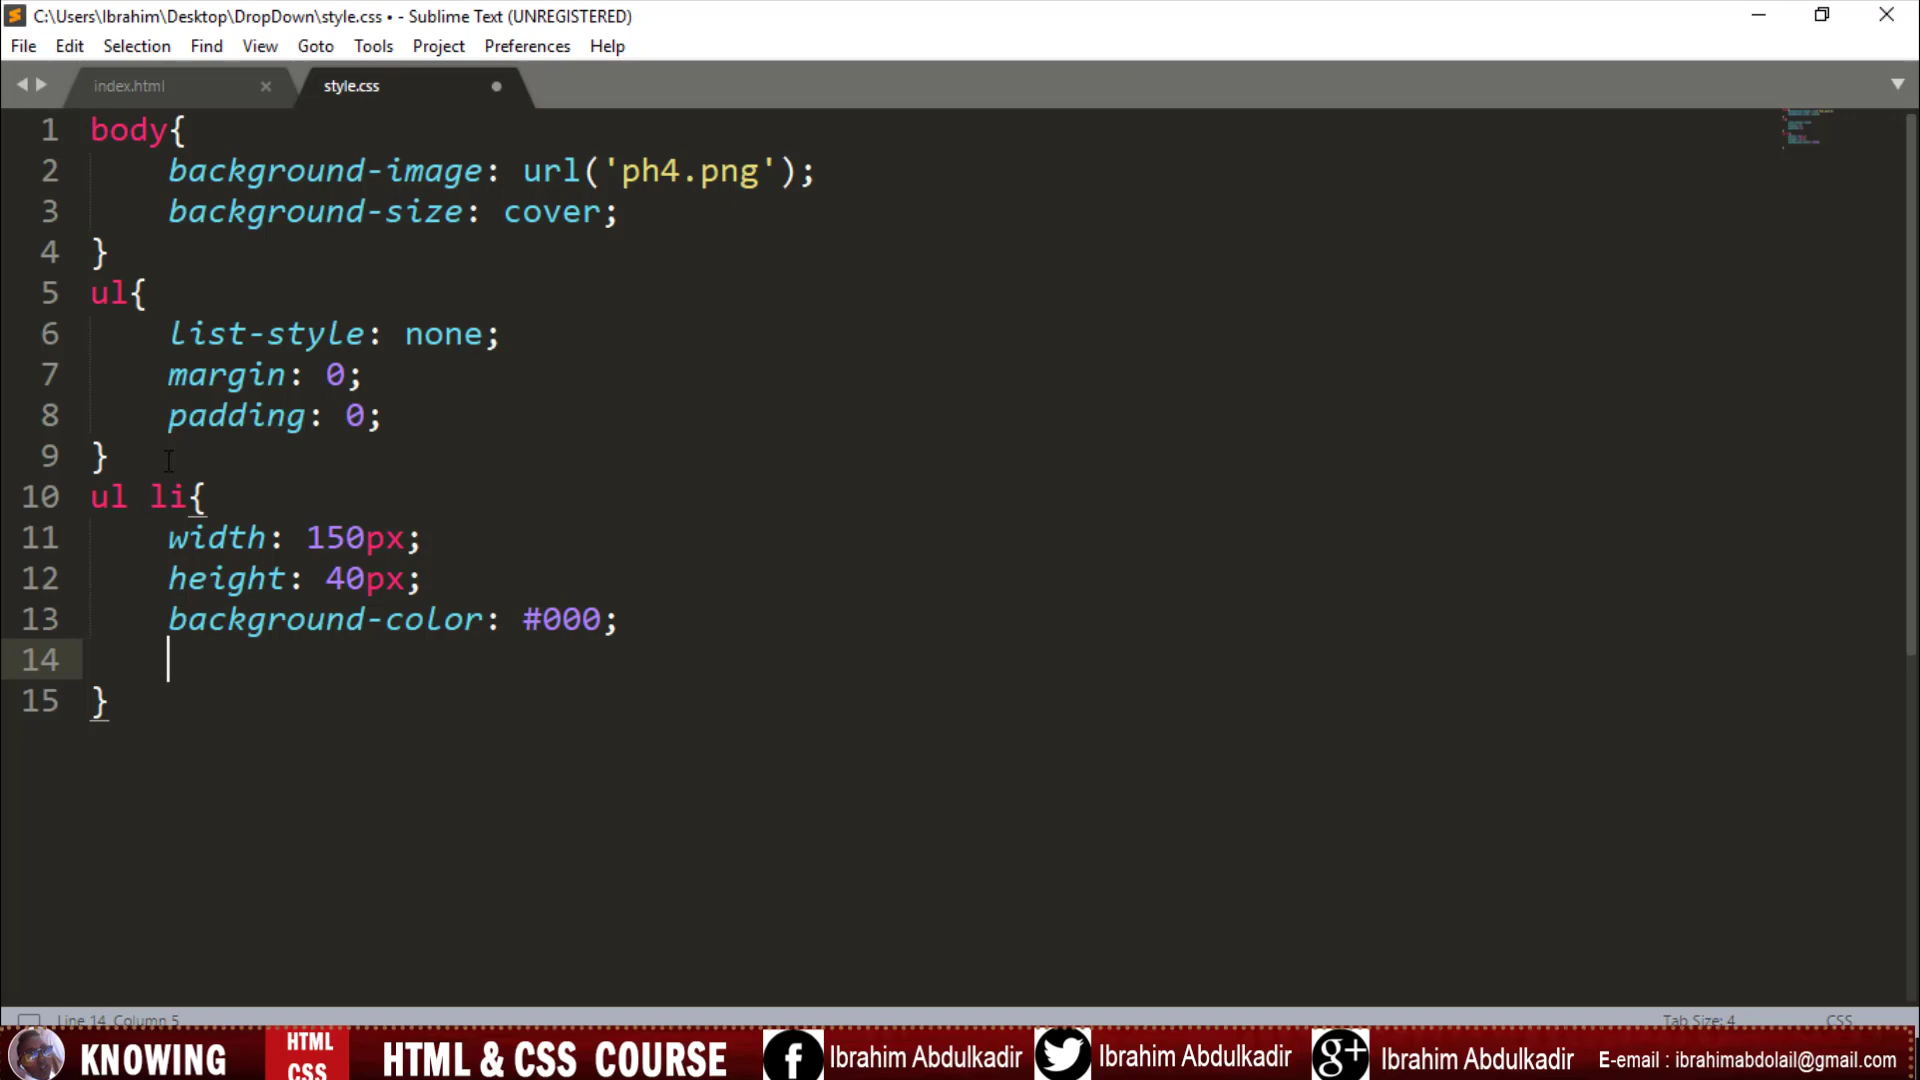 C:\Users\Ibrahim\Desktop\DropDown\style.css • - Sublime Text (UNREGISTERED)
File Edit Selection Find View Goto Tools Project Preferences Help
index.html × style.css
1 body{
2 background-image: url('ph4.png');
3 background-size: cover;
4 }
5 ul{
6 list-style: none;
7 margin: 0;
8 padding: 0;
9 }
10 ul li{
11 width: 150px;
12 height: 40px;
13 background-color: #000;
14
15 }
Line 14, Column 5 Tab Size: 4 CSS
KNOWING HTML CSS HTML & CSS COURSE f Ibrahim Abdulkadir Ibrahim Abdulkadir g+ Ibrahim Abdulkadir E-email : ibrahimabdolail@gmail.com